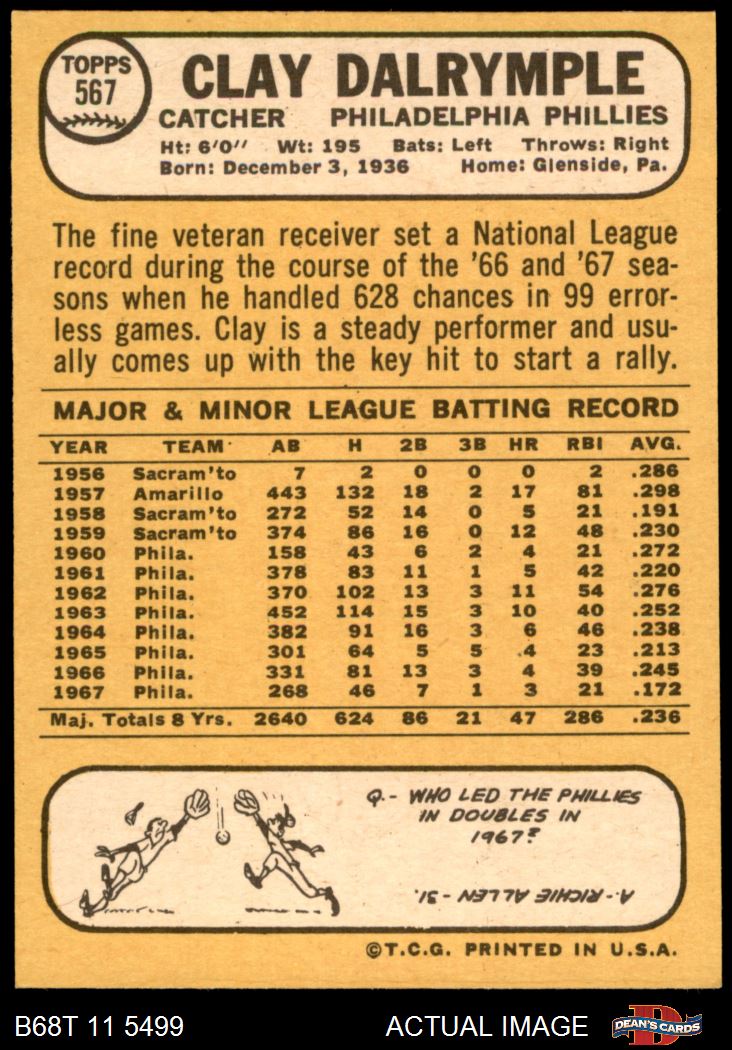 TOPPS
567
CLAY DALRYMPLE
CATCHER PHILADELPHIA PHILLIES
Ht: 6'0" Wt: 195 Bats: Left Throws: Right
Born: December 3, 1936 Home: Glenside, Pa.
The fine veteran receiver set a National League
record during the course of the '66 and '67 sea-
sons when he handled 628 chances in 99 error-
less games. Clay is a steady performer and usu-
ally comes up with the key hit to start a rally.
MAJOR & MINOR LEAGUE BATTING RECORD
YEAR TEAM AB H 2B 3B HR RBI AVG.
1956 Sacram'to 7 2 0 0 0 2 .286
1957 Amarillo 443 132 18 2 17 81 .298
1958 Sacram'to 272 52 14 0 5 21 .191
1959 Sacram'to 374 86 16 0 12 48 .230
1960 Phila. 158 43 6 2 4 21 .272
1961 Phila. 378 83 11 1 5 42 .220
1962 Phila. 370 102 13 3 11 54 .276
1963 Phila. 452 114 15 3 10 40 .252
1964 Phila. 382 91 16 3 6 46 .238
1965 Phila. 301 64 5 5 4 23 .213
1966 Phila. 331 81 13 3 4 39 .245
1967 Phila. 268 46 7 1 3 21 .172
Maj. Totals 8 Yrs. 2640 624 86 21 47 286 .236
Q.- WHO LED THE PHILLIES
IN DOUBLES IN
1967?
A.- RICHIE ALLEN - 31.
©T.C.G. PRINTED IN U.S.A.
B68T 11 5499 ACTUAL IMAGE
D
DEAN'S CARDS